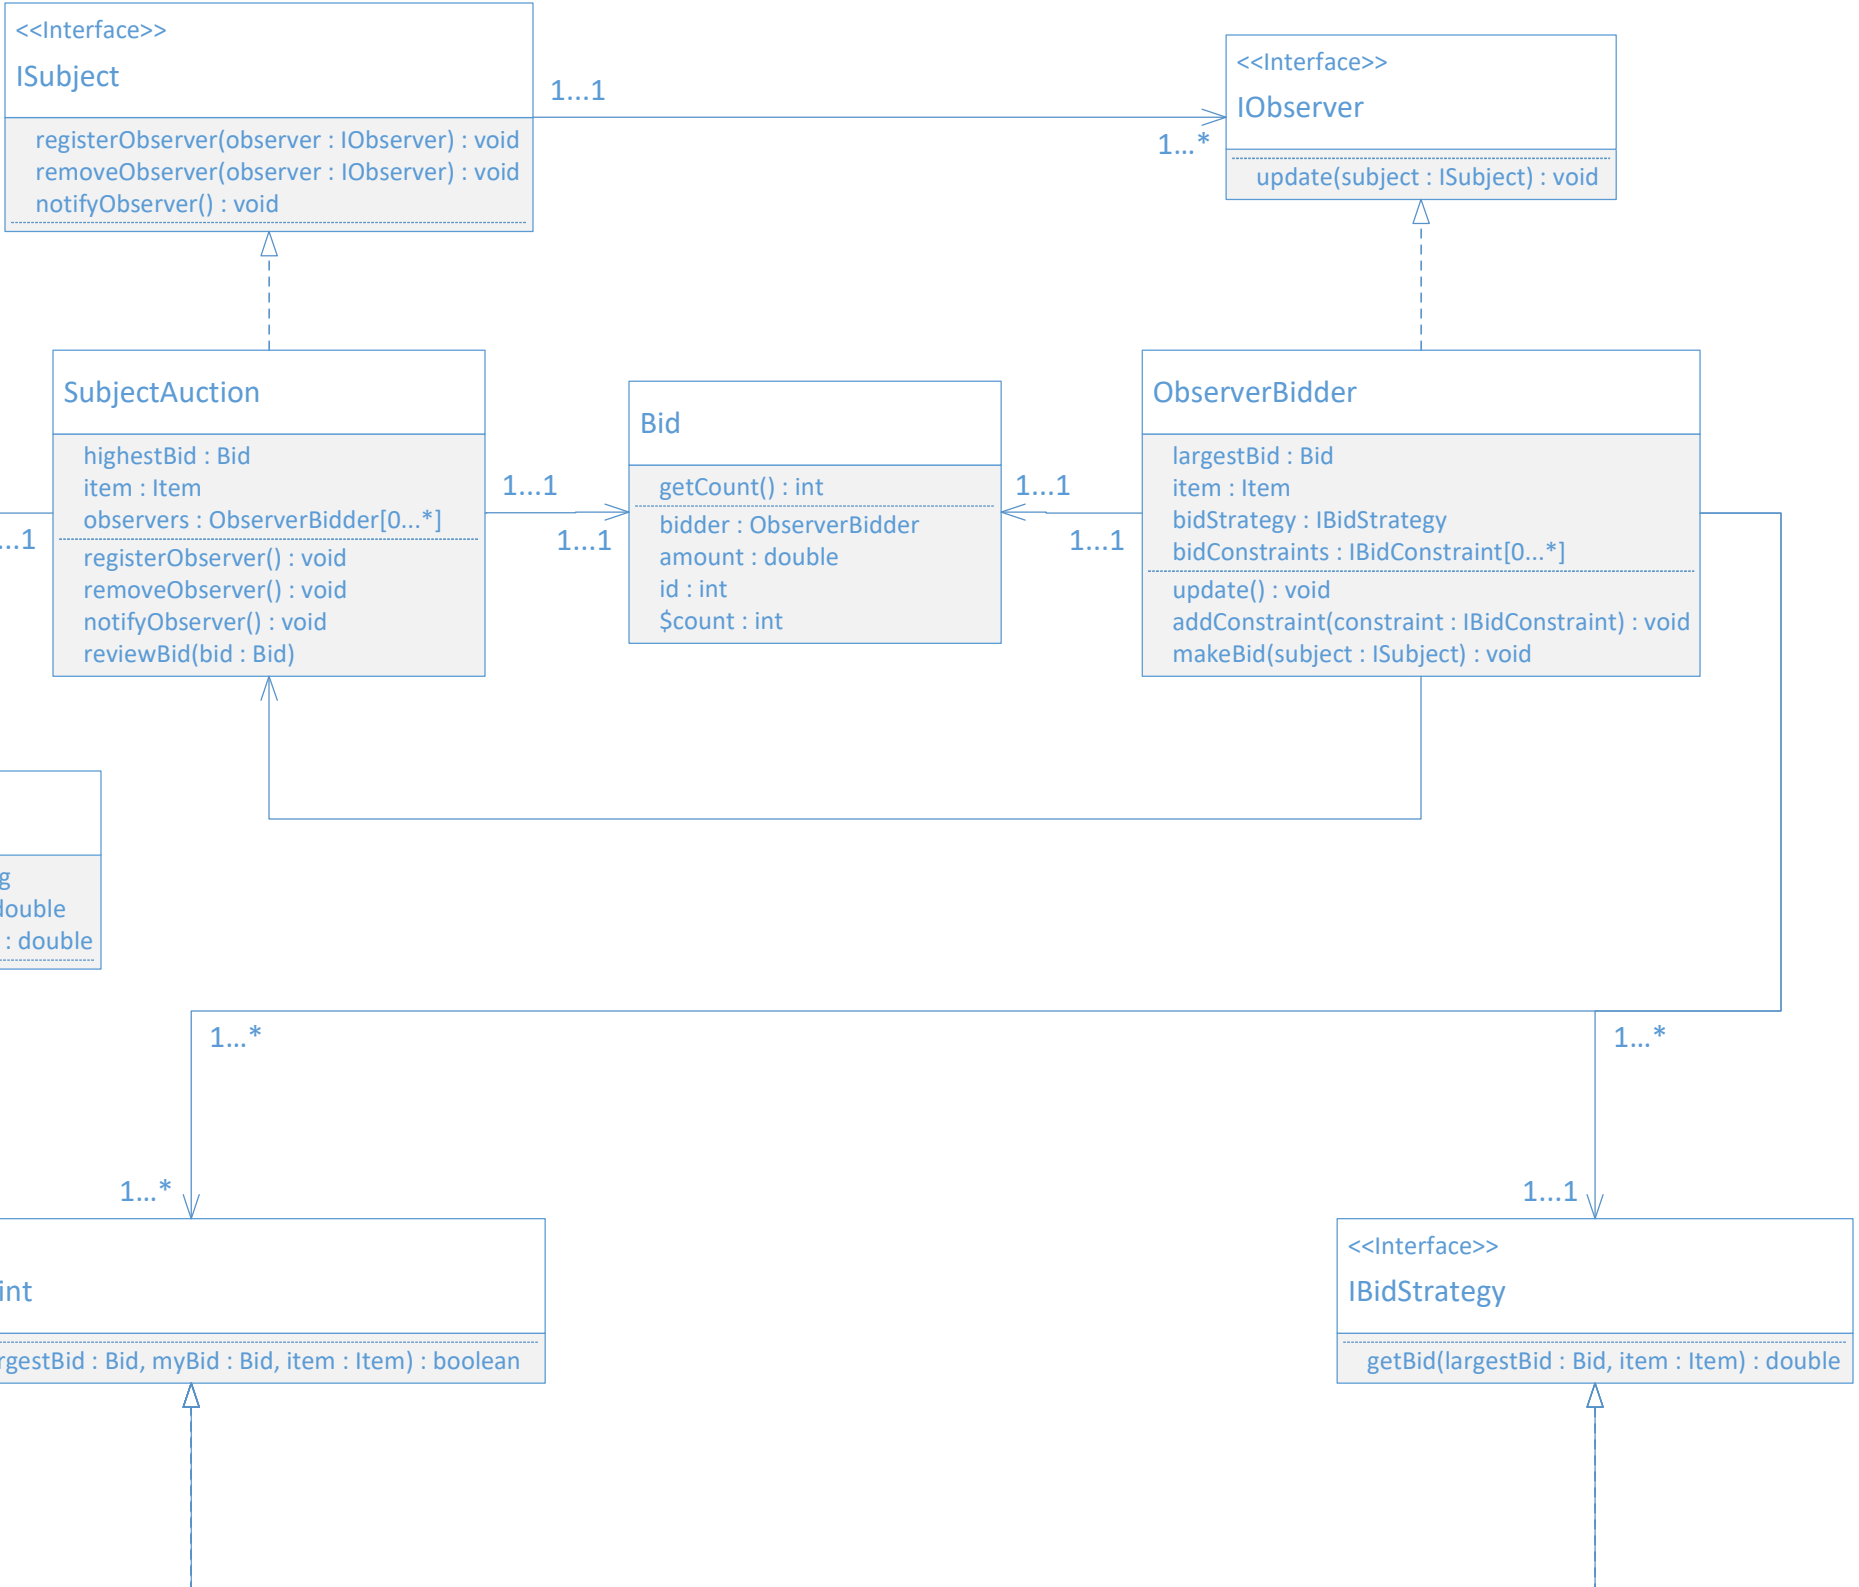 <<Interface>>
ISubject
registerObserver(observer : IObserver) : void
removeObserver(observer : IObserver) : void
notifyObserver() : void
1...1
1...*
<<Interface>>
IObserver
update(subject : ISubject) : void
SubjectAuction
highestBid : Bid
item : Item
observers : ObserverBidder[0...*]
registerObserver() : void
removeObserver() : void
notifyObserver() : void
reviewBid(bid : Bid)
...1
1...1
1...1
Bid
getCount() : int
bidder : ObserverBidder
amount : double
id : int
$count : int
1...1
1...1
ObserverBidder
largestBid : Bid
item : Item
bidStrategy : IBidStrategy
bidConstraints : IBidConstraint[0...*]
update() : void
addConstraint(constraint : IBidConstraint) : void
makeBid(subject : ISubject) : void
g
double
: double
1...*
1...*
1...*
1...1
int
rgestBid : Bid, myBid : Bid, item : Item) : boolean
<<Interface>>
IBidStrategy
getBid(largestBid : Bid, item : Item) : double